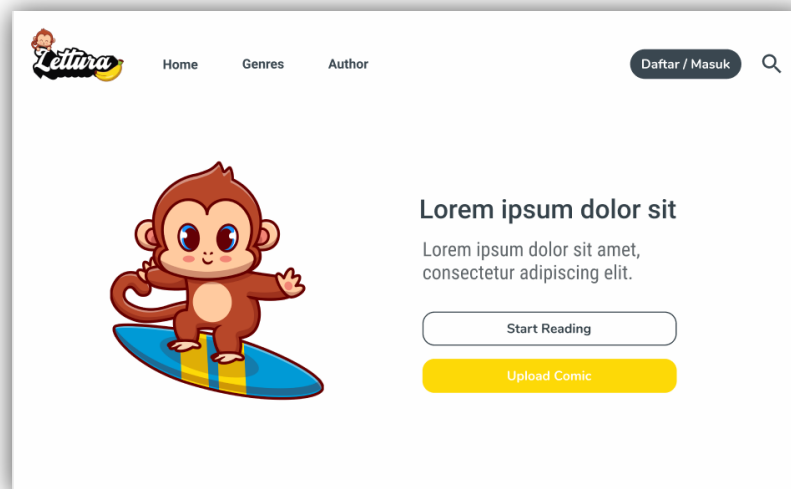 Lettura
Home
Genres
Author
Daftar / Masuk
Lorem ipsum dolor sit
Lorem ipsum dolor sit amet,
consectetur adipiscing elit.
Start Reading
Upload Comic